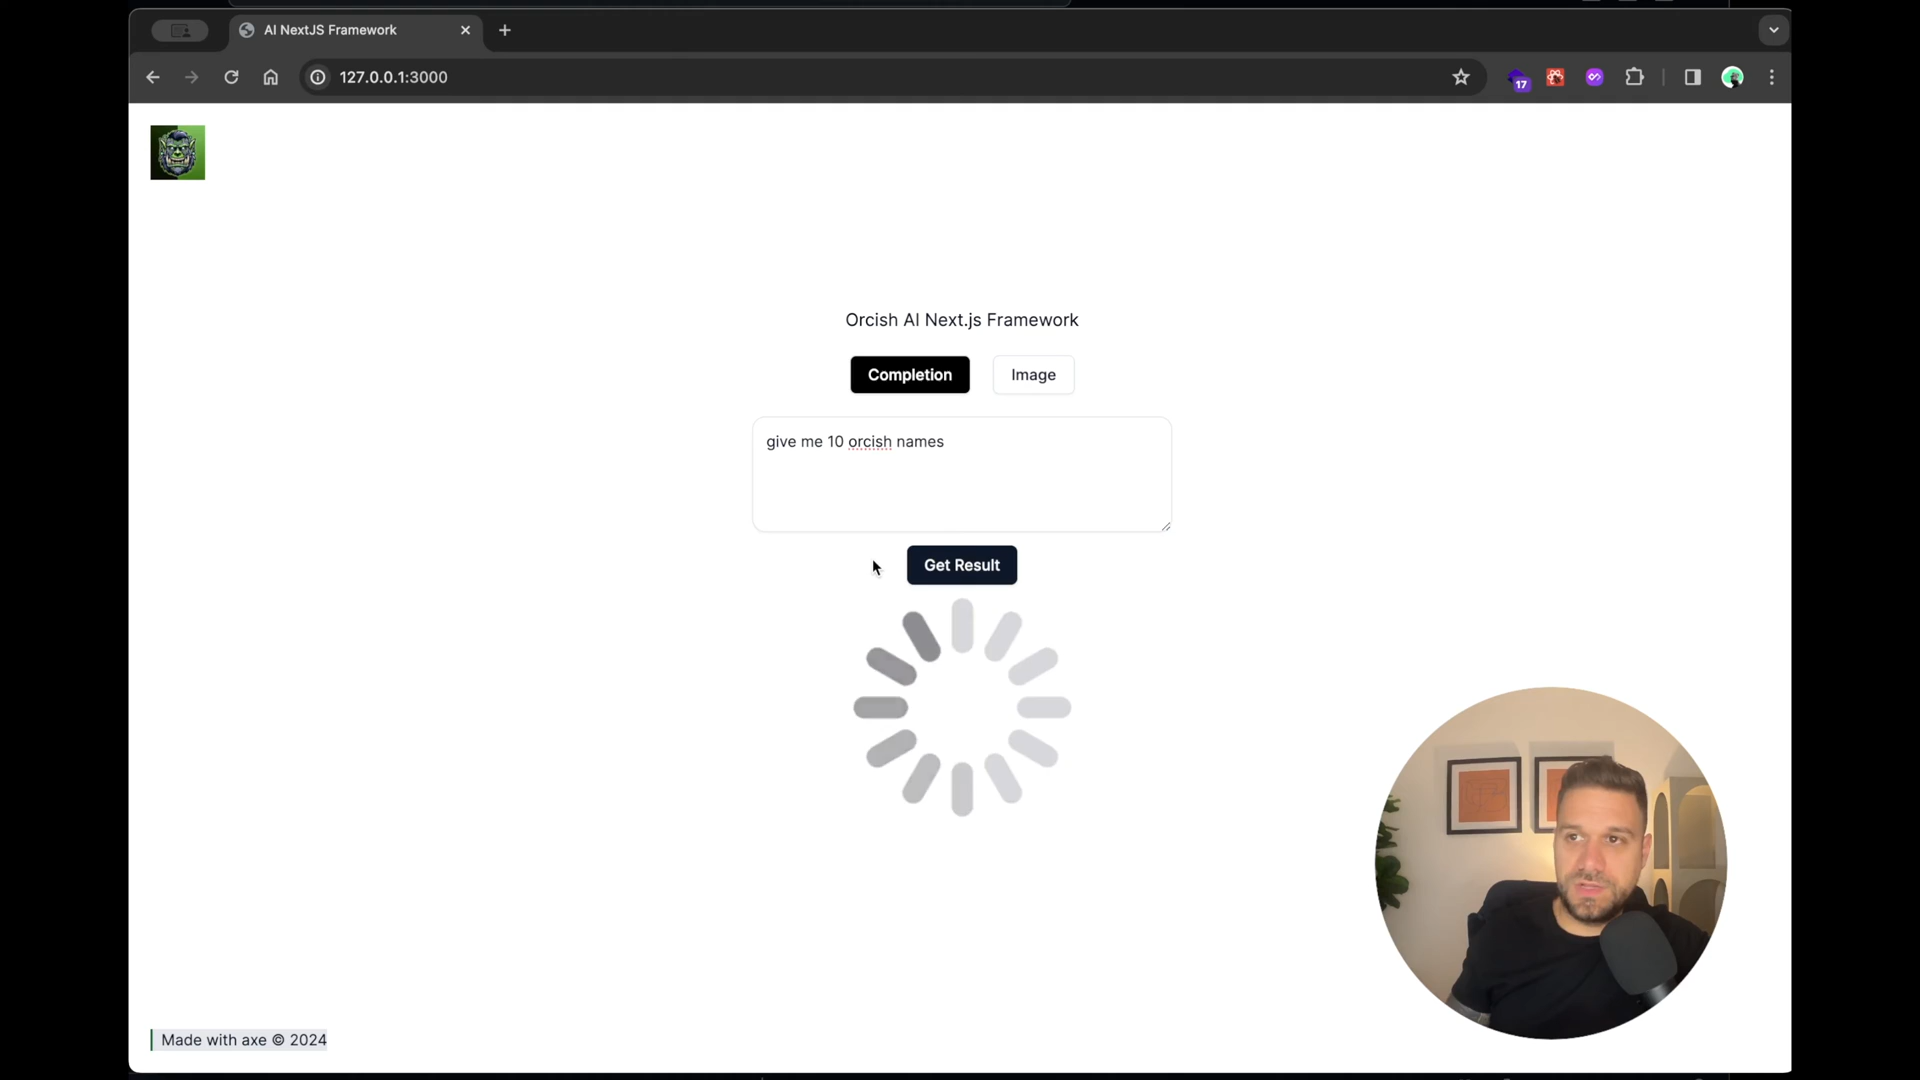 AI NextJS Framework
127.0.0.1:3000
17
Orcish AI Next.js Framework
Completion
Image
give me 10 orcish names
Get Result
Made with axe © 2024